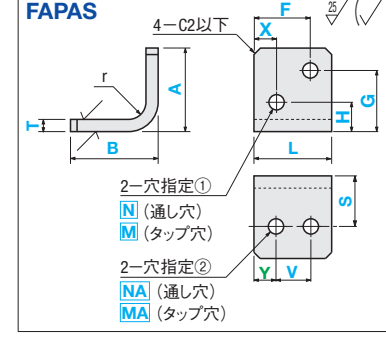 FAPAS
25
4－C2以下
F
X
r
A
G
H
T
B
L
2－穴指定①
N (通し穴)
M (タップ穴)
S
2－穴指定②
NA (通し穴)
MA (タップ穴)
Y
V